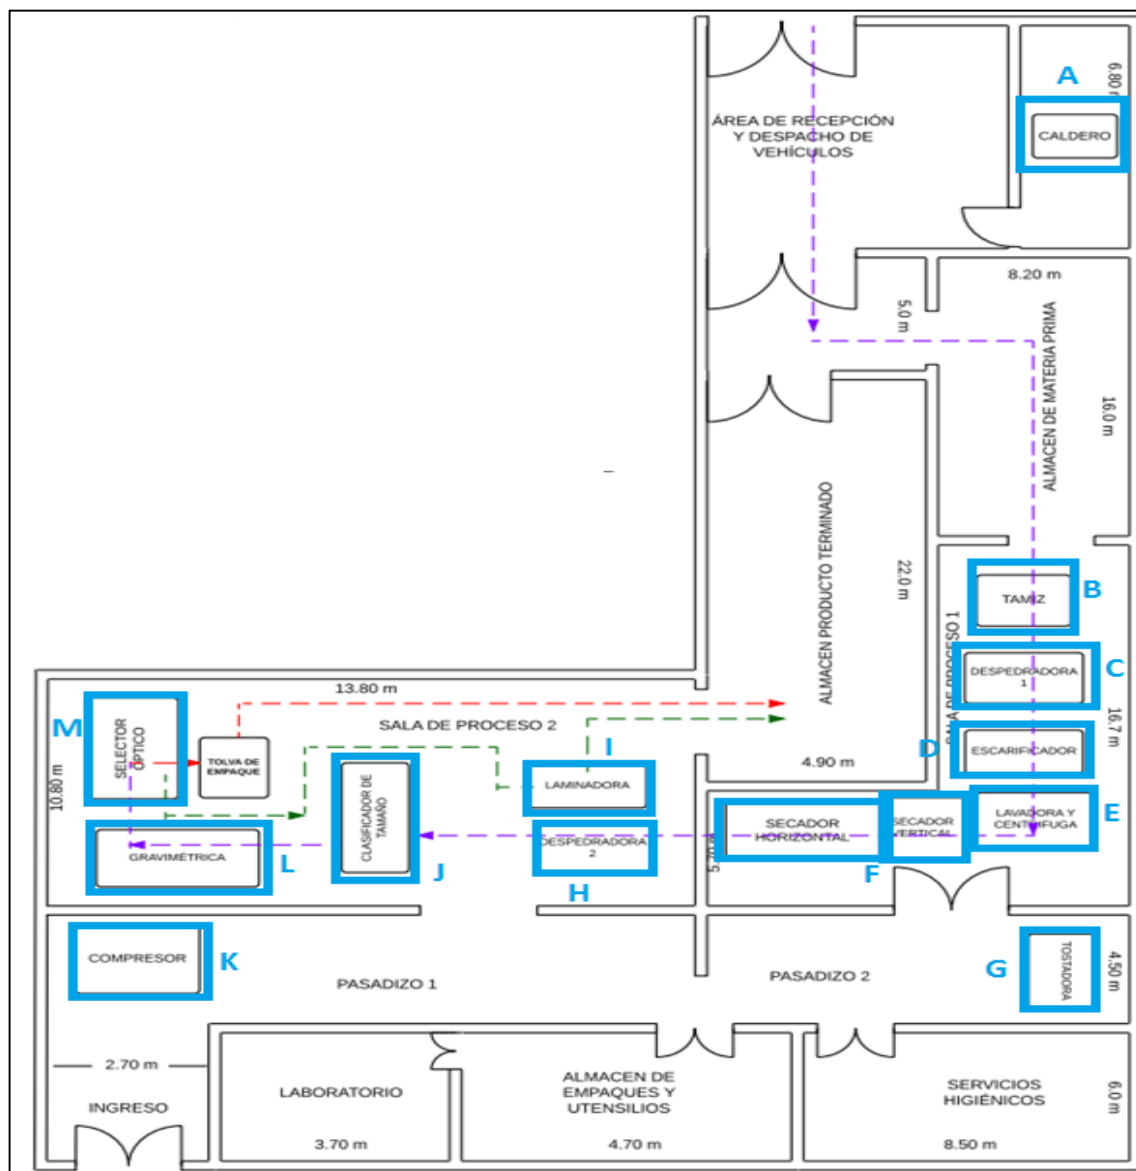 A
6.80 m
CALDERO
ÁREA DE RECEPCIÓN
Y DESPACHO DE
VEHÍCULOS
8.20 m
5.0 m
ALMACEN DE MATERIA PRIMA
16.0 m
ALMACEN PRODUCTO TERMINADO
22.0 m
TAMIZ
B
SALA DE PROCESO 1
DESPEDRADORA
1
C
16.7 m
D
ESCARIFICADOR
4.90 m
13.80 m
SALA DE PROCESO 2
M
SELECTOR
OPTICO
TOLVA DE
EMPAQUE
10.80 m
I
LAMINADORA
CLASIFICADOR DE
TAMAÑO
J
DESPEDRADORA
2
H
GRAVIMÉTRICA
L
SECADOR
HORIZONTAL
SECADOR
VERTICAL
F
LAVADORA Y
CENTRIFUGA
E
COMPRESOR
K
PASADIZO 1
PASADIZO 2
G
TOSTADORA
4.50 m
2.70 m
INGRESO
LABORATORIO
3.70 m
ALMACEN DE
EMPAQUES Y
UTENSILIOS
4.70 m
SERVICIOS
HIGIÉNICOS
8.50 m
6.0 m